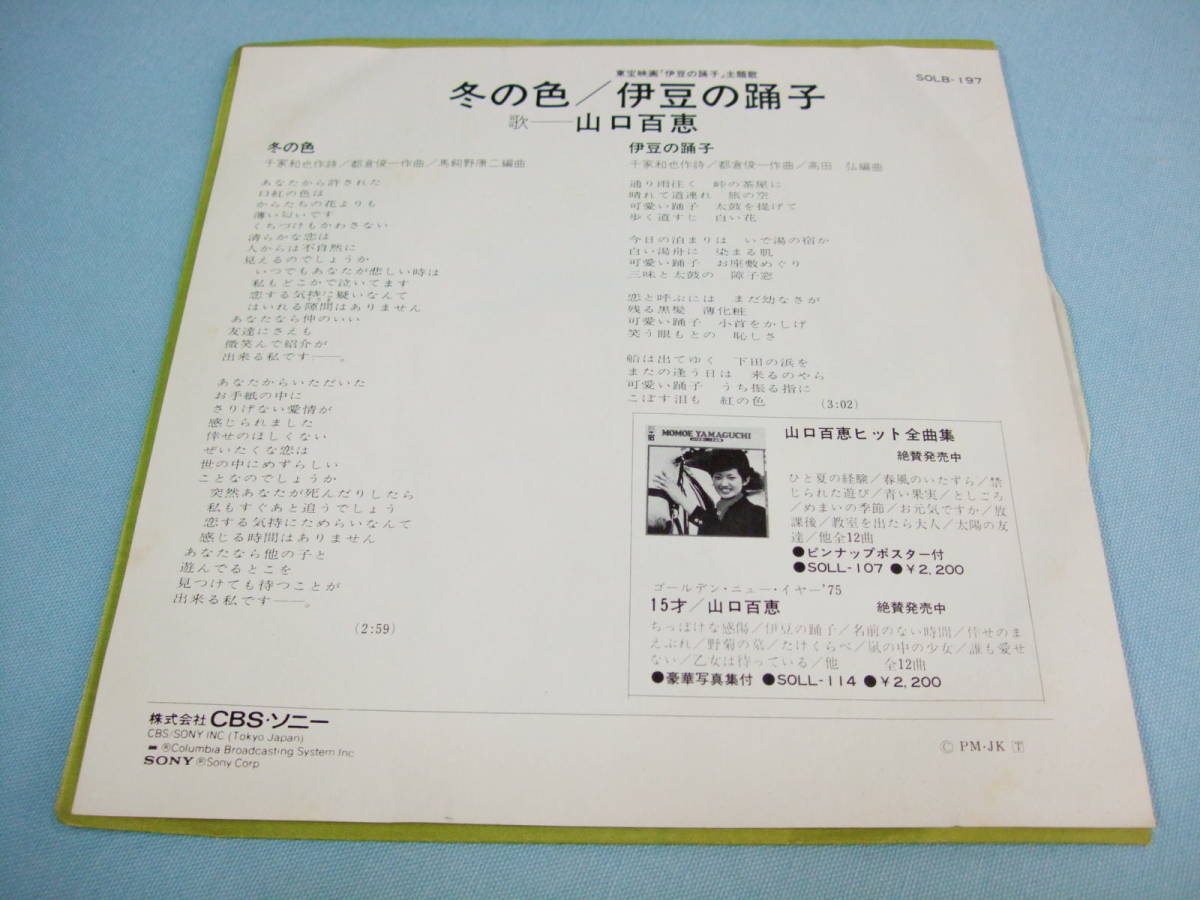 東宝映画「伊豆の踊子」主題歌
SOLB-197
冬の色／伊豆の踊子
歌――山口百恵
冬の色
千家和也作詩／都倉俊一作曲／馬飼野康二編曲
あなたから許された
口紅の色は
からたちの花よりも
薄い匂いです
くちづけもかわさない
清らかな恋は
人からは不自然に
見えるのでしょうか
いつでもあなたが悲しい時は
私もどこかで泣いてます
恋する気持に疑いなんて
はいれる隙間はありません
あなたなら仲のいい
友達にさえも
微笑んで紹介が
出来る私です――。
あなたからいただいた
お手紙の中に
さりげない愛情が
感じられました
倖せのほしくない
ぜいたくな恋は
世の中にめずらしい
ことなのでしょうか
突然あなたが死んだりしたら
私もすぐあと追うでしょう
恋する気持にためらいなんて
感じる時間はありません
あなたなら他の子と
遊んでるとこを
見つけても待つことが
出来る私です――。
(2:59)
伊豆の踊子
千家和也作詩／都倉俊一作曲／高田　弘編曲
通り雨往く　峠の茶屋に
晴れて道連れ　旅の空
可愛い踊子　太鼓を提げて
歩く道すじ　白い花
今日の泊まりは　いで湯の宿か
白い湯舟に　染まる肌
可愛い踊子　お座敷めぐり
三味と太鼓の　障子窓
恋と呼ぶには　まだ幼なさが
残る黒髪　薄化粧
可愛い踊子　小首をかしげ
笑う眼もとの　恥しさ
船は出てゆく　下田の浜を
またの逢う日は　来るのやら
可愛い踊子　うち振る指に
こぼす泪も　紅の色
(3:02)
MOMOE YAMAGUCHI
山口百恵ヒット全曲集
絶賛発売中
ひと夏の経験／春風のいたずら／禁
じられた遊び／青い果実／としごろ
／めまいの季節／お元気ですか／放
課後／教室を出たら大人／太陽の友
達／他全12曲
●ピンナップポスター付
●SOLL-107 ●￥2,200
ゴールデン・ニュー・イヤー'75
15才／山口百恵　絶賛発売中
ちっぽけな感傷／伊豆の踊子／名前のない時間／倖せのま
えぶれ／野菊の墓／たけくらべ／嵐の中の少女／誰も愛せ
ない／乙女は待っている／他　全12曲
●豪華写真集付 ●SOLL-114 ●￥2,200
株式会社 CBS・ソニー
CBS/SONY INC (Tokyo Japan)
®Columbia Broadcasting System Inc
SONY ®Sony Corp
© PM・JK T